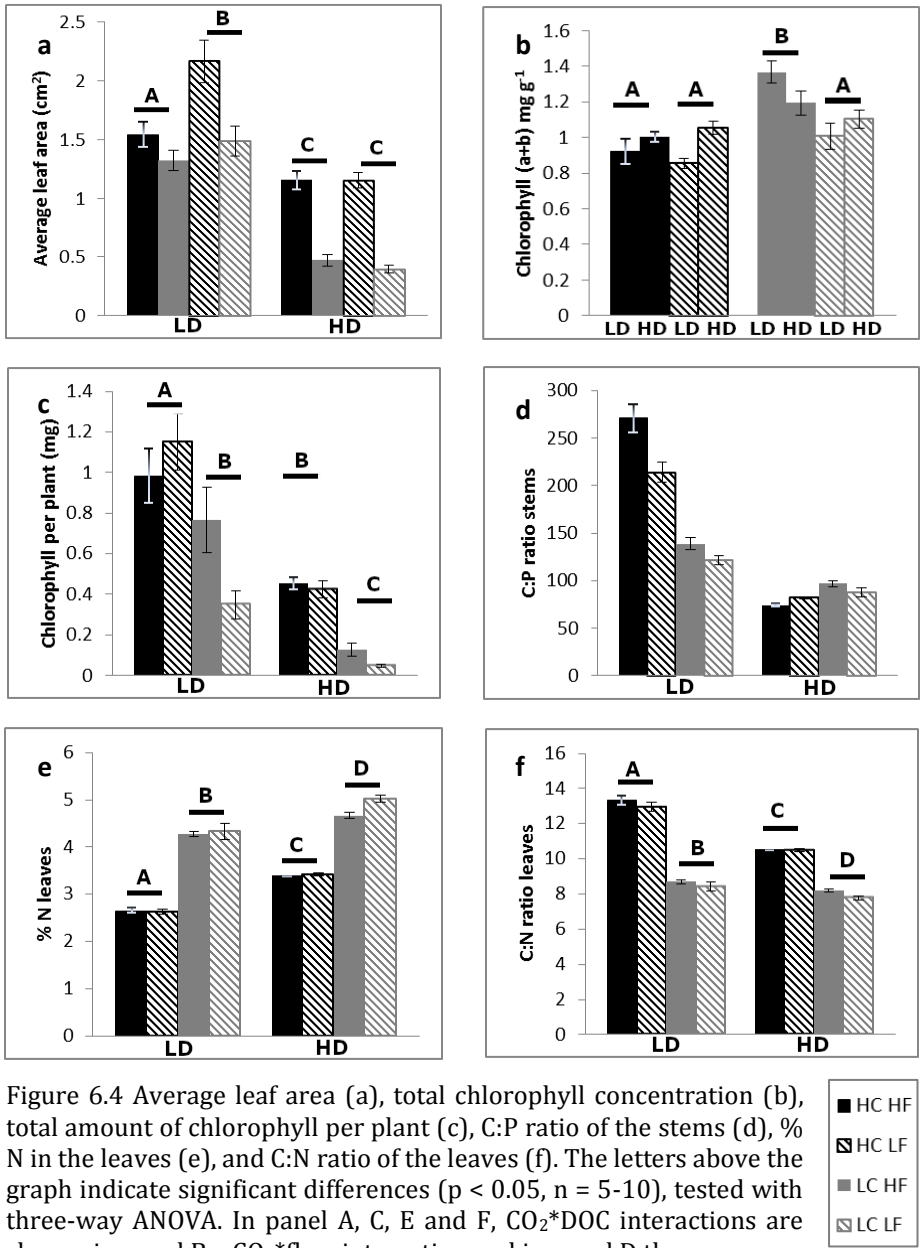 a
Average leaf area (cm²)
2.5
2
1.5
1
0.5
0
A
B
C
C
LD
HD
b
Chlorophyll (a+b) mg g⁻¹
1.6
1.4
1.2
1
0.8
0.6
0.4
0.2
0
A
A
B
A
LD HD LD HD
LD HD LD HD
c
Chlorophyll per plant (mg)
1.4
1.2
1
0.8
0.6
0.4
0.2
0
A
B
B
C
LD
HD
d
C:P ratio stems
300
250
200
150
100
50
0
LD
HD
e
% N leaves
6
5
4
3
2
1
0
A
B
C
D
LD
HD
f
C:N ratio leaves
16
14
12
10
8
6
4
2
0
A
B
C
D
LD
HD
Figure 6.4 Average leaf area (a), total chlorophyll concentration (b),
total amount of chlorophyll per plant (c), C:P ratio of the stems (d), %
N in the leaves (e), and C:N ratio of the leaves (f). The letters above the
graph indicate significant differences (p < 0.05, n = 5-10), tested with
three-way ANOVA. In panel A, C, E and F, CO₂*DOC interactions are
HC HF
HC LF
LC HF
LC LF